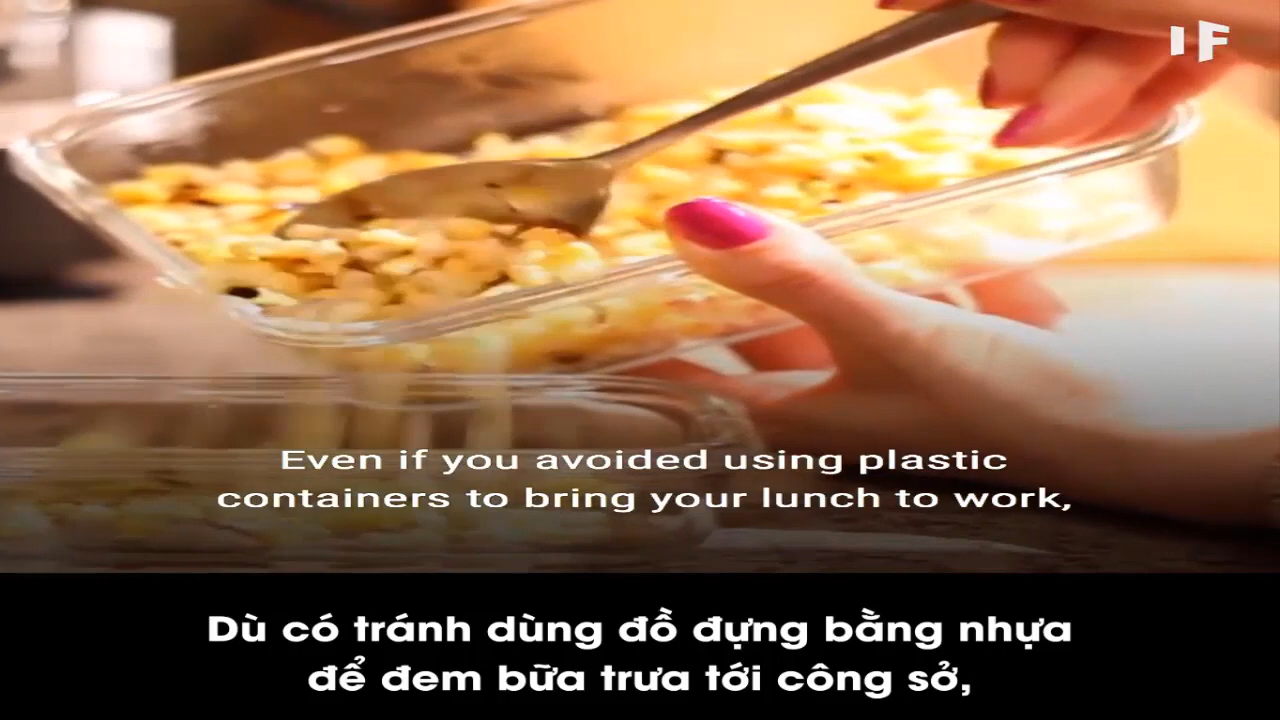 IF
Even if you avoided using plastic
containers to bring your lunch to work,
Dù có tránh dùng đồ đựng bằng nhựa
để đem bữa trưa tới công sở,